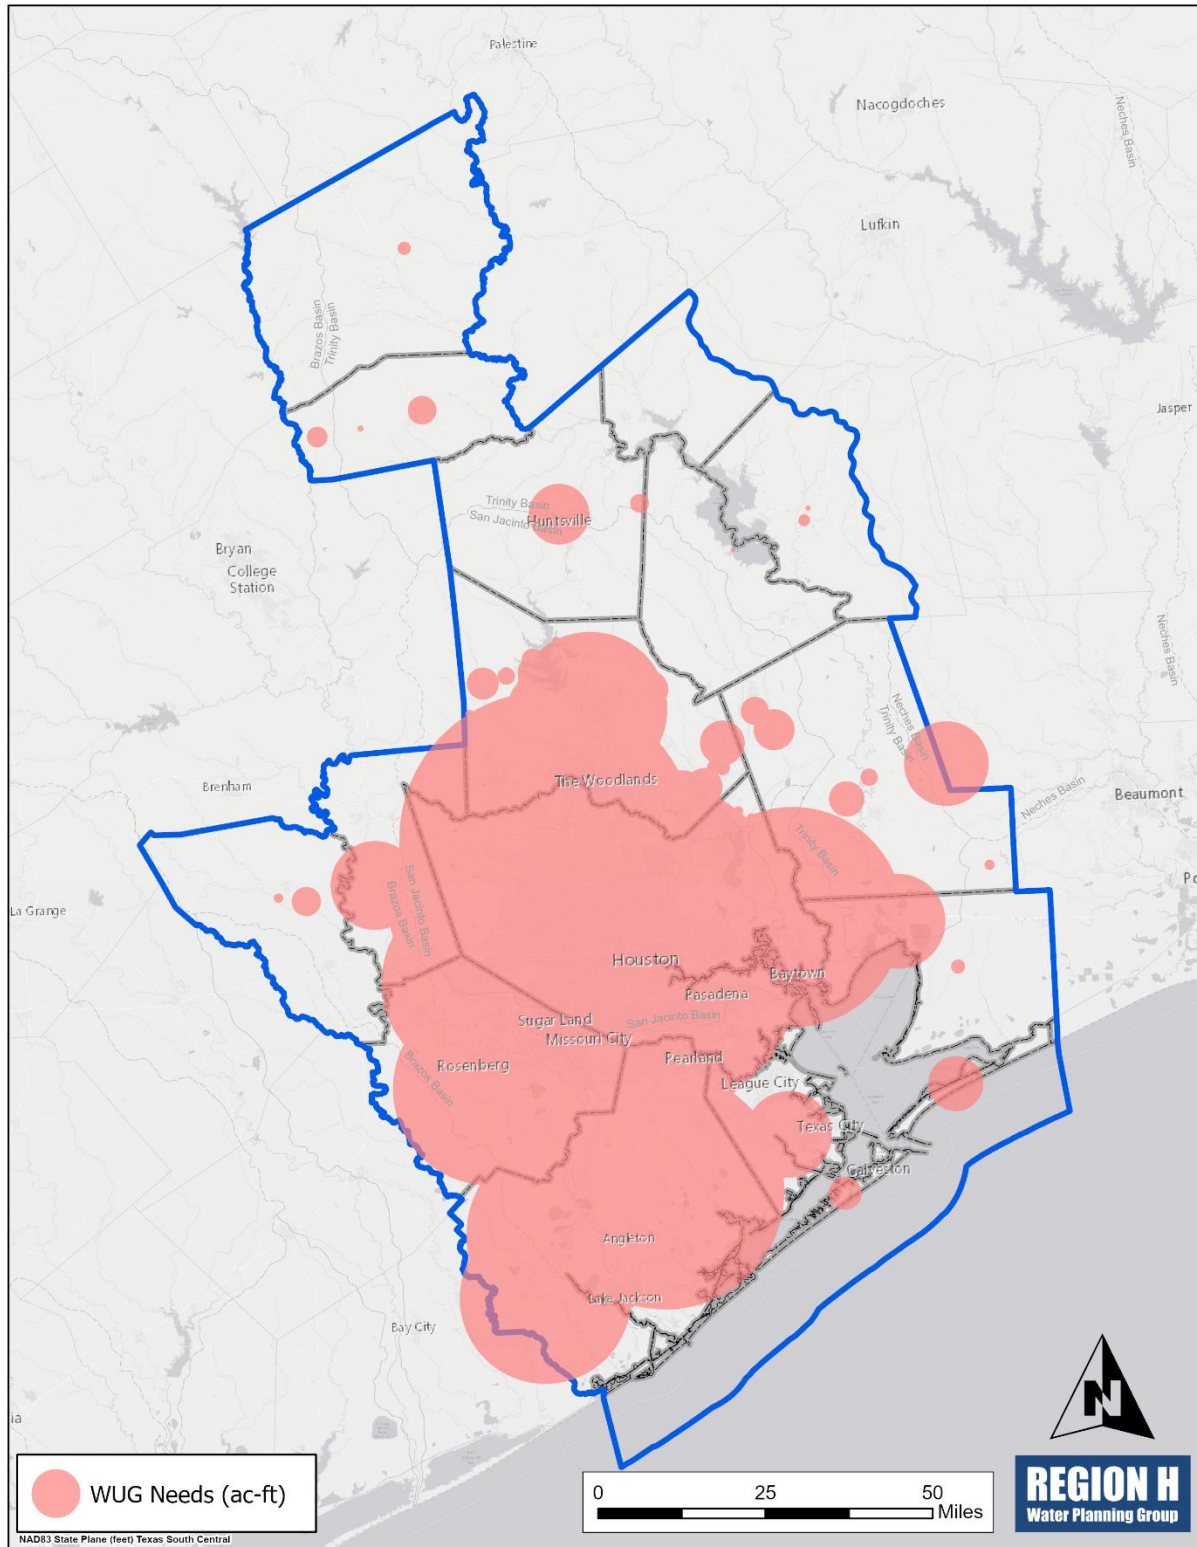 Palestine
Nacogdoches
Neches Basin
Lufkin
Brazos Basin
Trinity Basin
Jasper
Trinity Basin
Huntsville
San Jacinto Basin
Bryan
College
Station
Neches Basin
Neches Basin
Trinity Basin
The Woodlands
Brenham
Neches Basin
Beaumont
Trinity Basin
San Jacinto Basin
Brazos Basin
Po
La Grange
Houston
Baytown
Pasadena
Sugar Land
San Jacinto Basin
Missouri City
Rosenberg
Pearland
Brazos Basin
League City
Texas City
Galveston
Angleton
Lake Jackson
Bay City
ia
N
WUG Needs (ac-ft)
0 25 50
Miles
REGION H
Water Planning Group
NAD83 State Plane (feet) Texas South Central